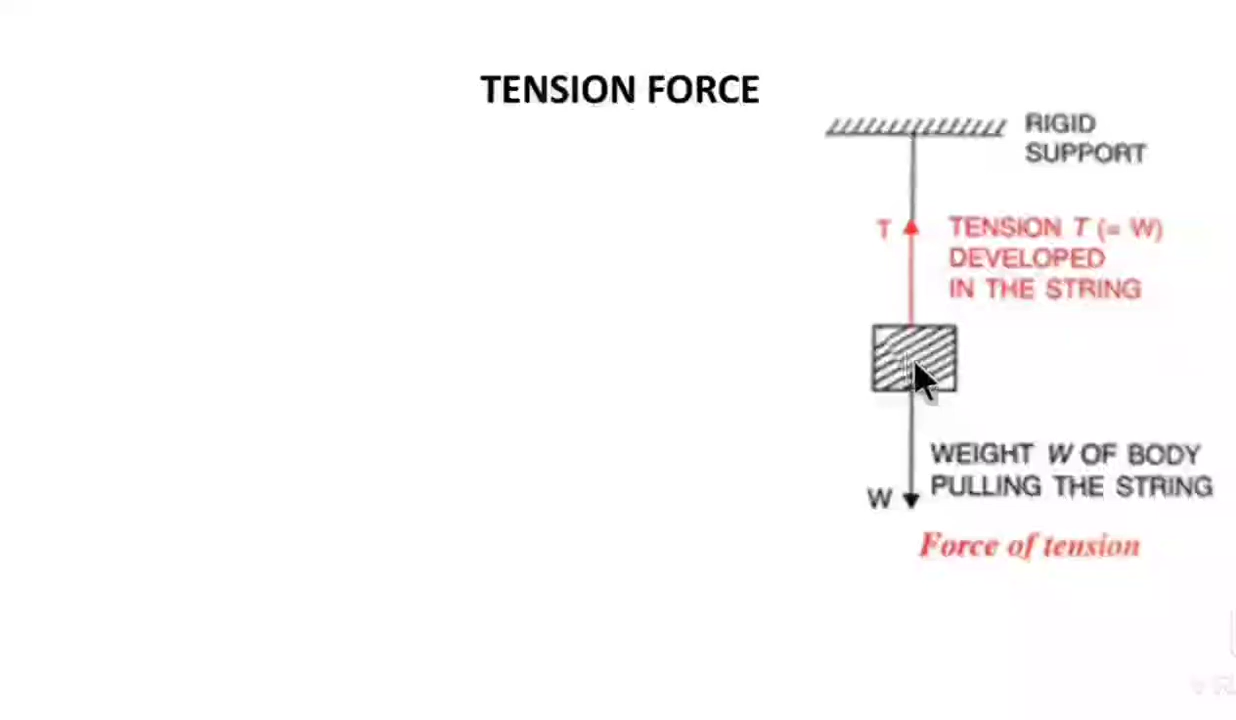 TENSION FORCE
RIGID
SUPPORT
T
TENSION T (= W)
DEVELOPED
IN THE STRING
WEIGHT W OF BODY
W
PULLING THE STRING
Force of tension